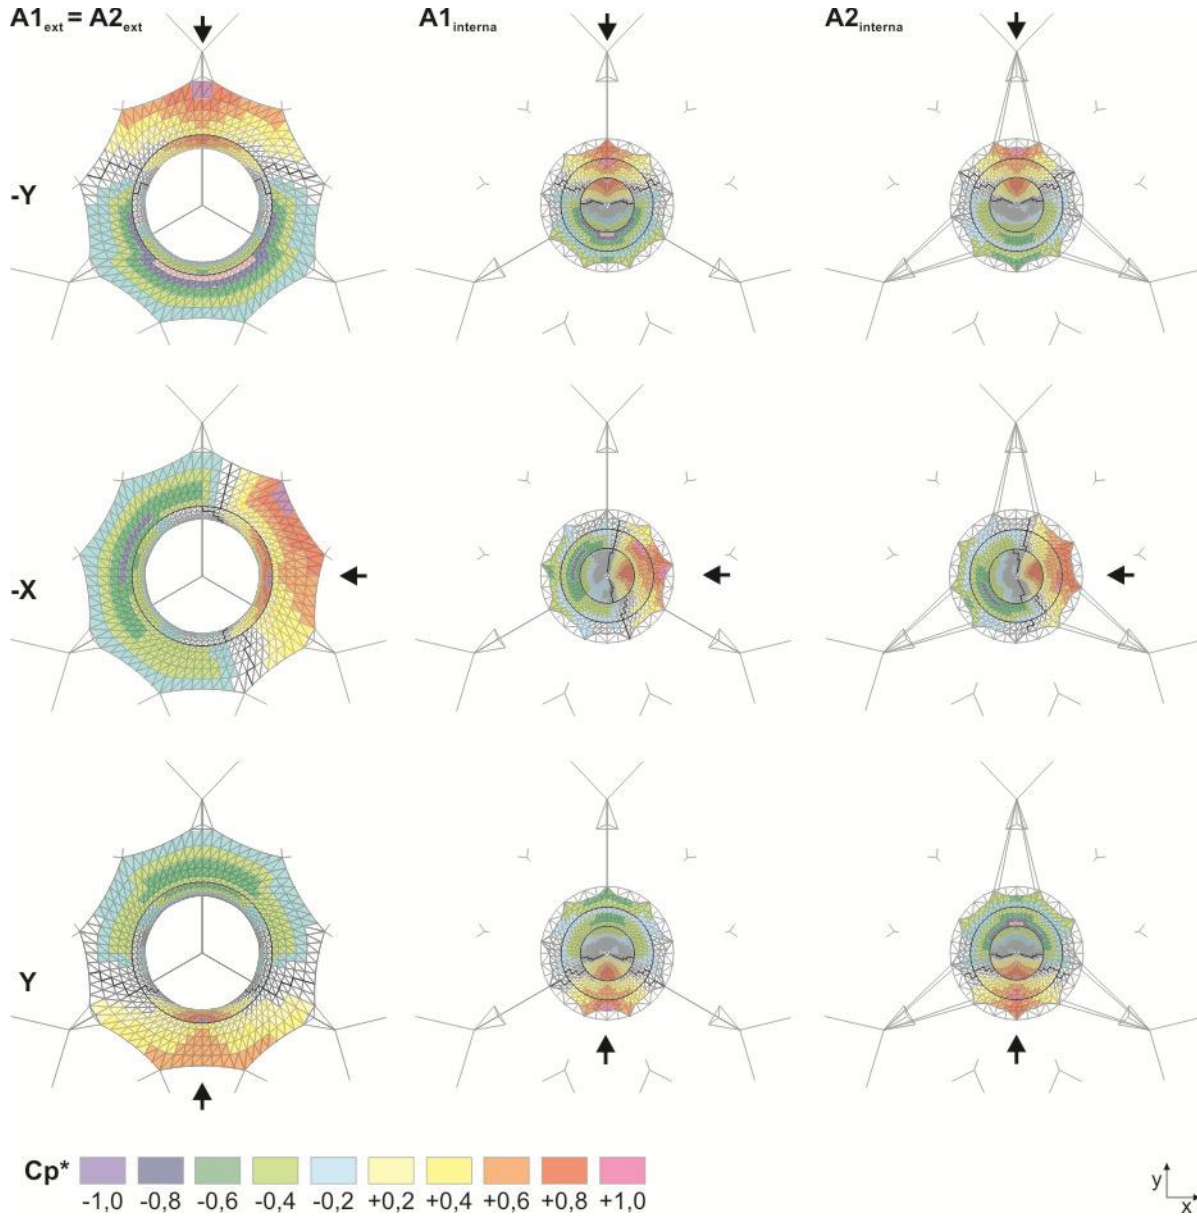 A1ext = A2ext A1interna A2interna
-Y
-X
Y
Cp*
-1,0 -0,8 -0,6 -0,4 -0,2 +0,2 +0,4 +0,6 +0,8 +1,0
y
x